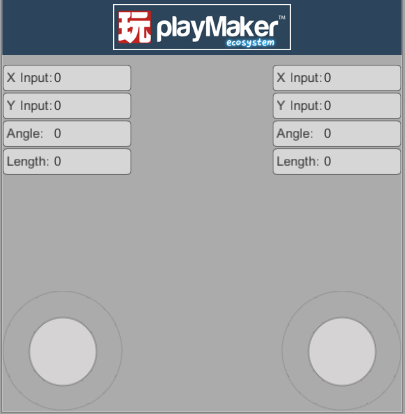 玩 playMaker™
ecosystem
X Input: 0
Y Input: 0
Angle: 0
Length: 0
X Input: 0
Y Input: 0
Angle: 0
Length: 0